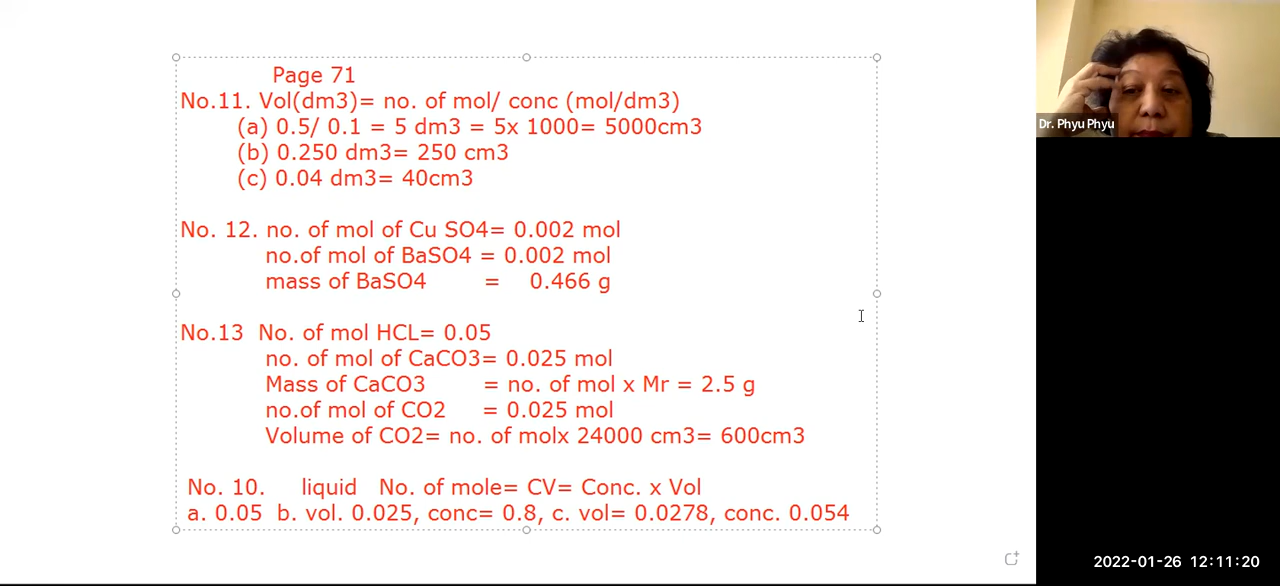 Page 71
No.11. Vol(dm3)= no. of mol/ conc (mol/dm3)
(a) 0.5/ 0.1 = 5 dm3 = 5x 1000= 5000cm3
(b) 0.250 dm3= 250 cm3
(c) 0.04 dm3= 40cm3
No. 12. no. of mol of Cu SO4= 0.002 mol
no.of mol of BaSO4 = 0.002 mol
mass of BaSO4 = 0.466 g
No.13 No. of mol HCL= 0.05
no. of mol of CaCO3= 0.025 mol
Mass of CaCO3 = no. of mol x Mr = 2.5 g
no.of mol of CO2 = 0.025 mol
Volume of CO2= no. of molx 24000 cm3= 600cm3
No. 10. liquid No. of mole= CV= Conc. x Vol
a. 0.05 b. vol. 0.025, conc= 0.8, c. vol= 0.0278, conc. 0.054
Dr. Phyu Phyu
2022-01-26 12:11:20